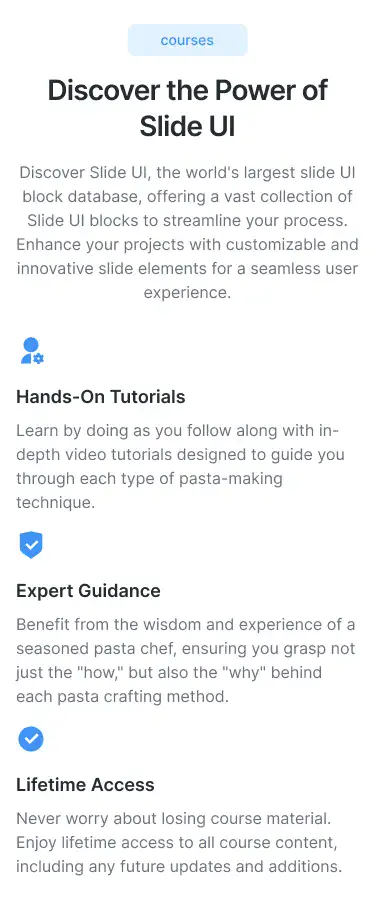 courses
Discover the Power of
Slide UI
Discover Slide UI, the world's largest slide UI
block database, offering a vast collection of
Slide UI blocks to streamline your process.
Enhance your projects with customizable and
innovative slide elements for a seamless user
experience.
Hands-On Tutorials
Learn by doing as you follow along with in-
depth video tutorials designed to guide you
through each type of pasta-making
technique.
Expert Guidance
Benefit from the wisdom and experience of a
seasoned pasta chef, ensuring you grasp not
just the "how," but also the "why" behind
each pasta crafting method.
Lifetime Access
Never worry about losing course material.
Enjoy lifetime access to all course content,
including any future updates and additions.